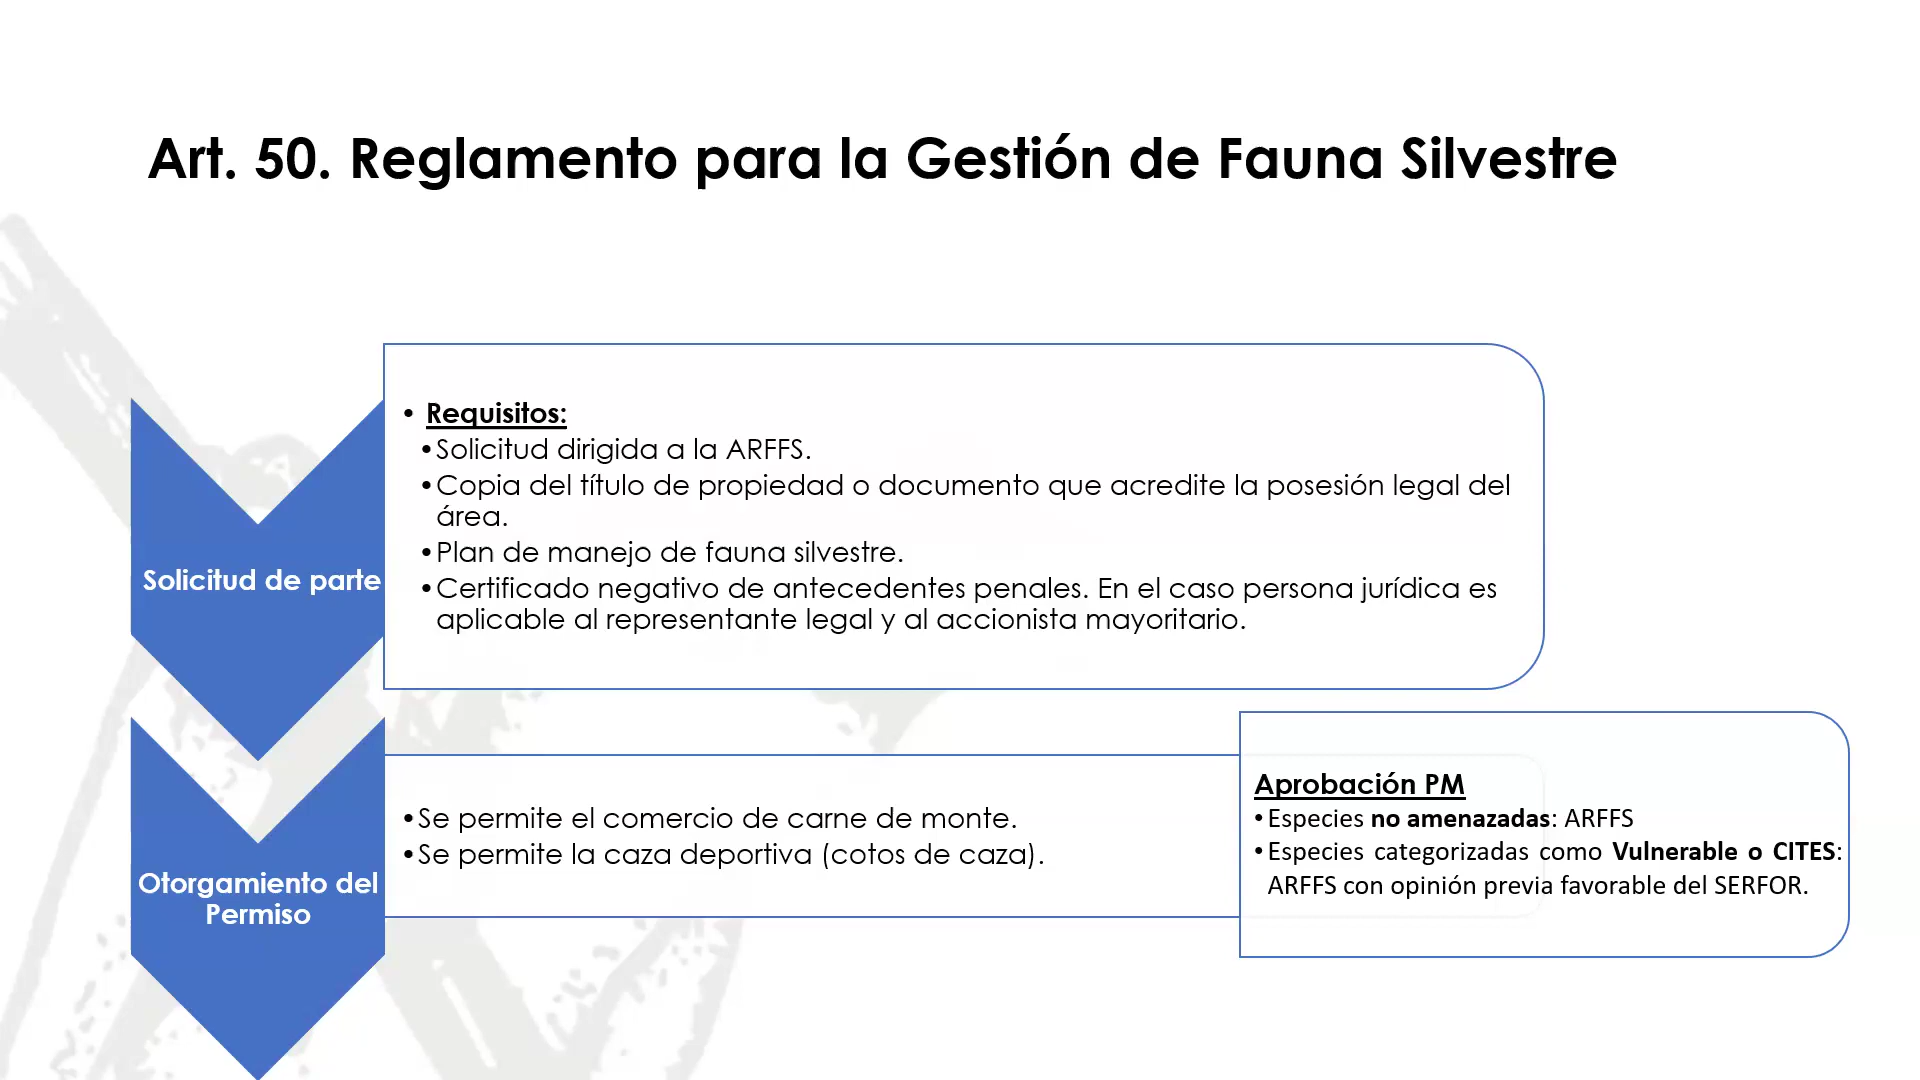 Art. 50. Reglamento para la Gestión de Fauna Silvestre
Solicitud de parte
• Requisitos:
•Solicitud dirigida a la ARFFS.
•Copia del título de propiedad o documento que acredite la posesión legal del
área.
•Plan de manejo de fauna silvestre.
•Certificado negativo de antecedentes penales. En el caso persona jurídica es
aplicable al representante legal y al accionista mayoritario.
Otorgamiento del
Permiso
•Se permite el comercio de carne de monte.
•Se permite la caza deportiva (cotos de caza).
Aprobación PM
•Especies no amenazadas: ARFFS
•Especies categorizadas como Vulnerable o CITES:
ARFFS con opinión previa favorable del SERFOR.